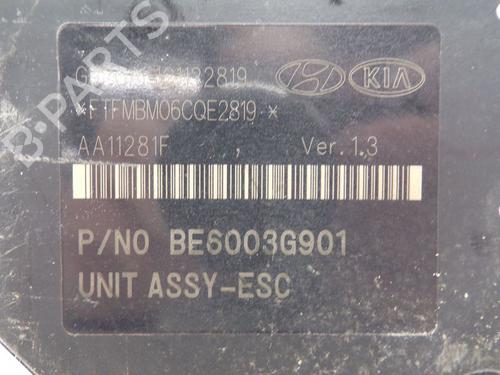 KIA
*FTFMBM06CQE2819 *
AA11281F , Ver. 1.3
P/NO BE6003G901
UNIT ASSY-ESC
B-PARTS